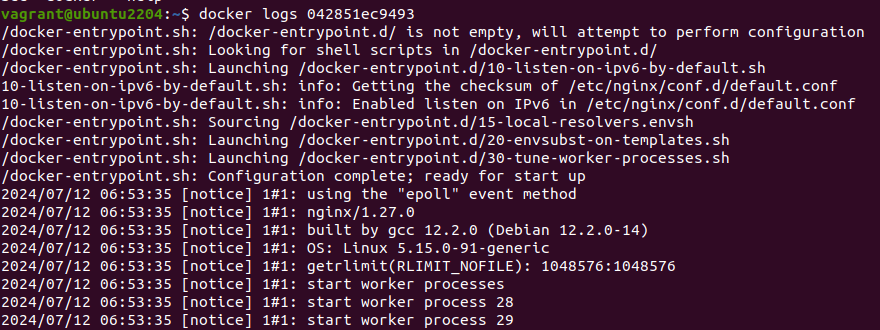 vagrant@ubuntu2204:~$ docker logs 042851ec9493
/docker-entrypoint.sh: /docker-entrypoint.d/ is not empty, will attempt to perform configuration
/docker-entrypoint.sh: Looking for shell scripts in /docker-entrypoint.d/
/docker-entrypoint.sh: Launching /docker-entrypoint.d/10-listen-on-ipv6-by-default.sh
10-listen-on-ipv6-by-default.sh: info: Getting the checksum of /etc/nginx/conf.d/default.conf
10-listen-on-ipv6-by-default.sh: info: Enabled listen on IPv6 in /etc/nginx/conf.d/default.conf
/docker-entrypoint.sh: Sourcing /docker-entrypoint.d/15-local-resolvers.envsh
/docker-entrypoint.sh: Launching /docker-entrypoint.d/20-envsubst-on-templates.sh
/docker-entrypoint.sh: Launching /docker-entrypoint.d/30-tune-worker-processes.sh
/docker-entrypoint.sh: Configuration complete; ready for start up
2024/07/12 06:53:35 [notice] 1#1: using the "epoll" event method
2024/07/12 06:53:35 [notice] 1#1: nginx/1.27.0
2024/07/12 06:53:35 [notice] 1#1: built by gcc 12.2.0 (Debian 12.2.0-14)
2024/07/12 06:53:35 [notice] 1#1: OS: Linux 5.15.0-91-generic
2024/07/12 06:53:35 [notice] 1#1: getrlimit(RLIMIT_NOFILE): 1048576:1048576
2024/07/12 06:53:35 [notice] 1#1: start worker processes
2024/07/12 06:53:35 [notice] 1#1: start worker process 28
2024/07/12 06:53:35 [notice] 1#1: start worker process 29